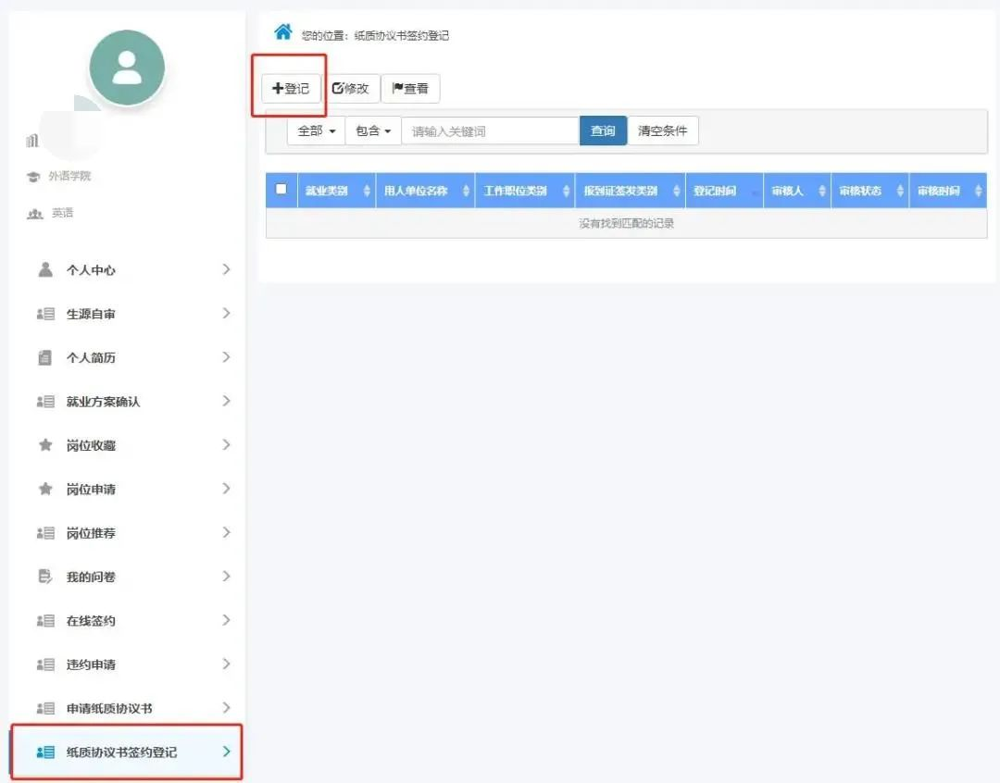 外语学院
英语
个人中心
生源自审
个人简历
就业方案确认
岗位收藏
岗位申请
岗位推荐
我的问卷
在线签约
违约申请
申请纸质协议书
纸质协议书签约登记
您的位置：纸质协议书签约登记
登记 修改 查看
全部 包含 请输入关键词 查询 清空条件
就业类别 用人单位名称 工作职位类别 报到证签发类别 登记时间 审核人 审核状态 审核时间
没有找到匹配的记录